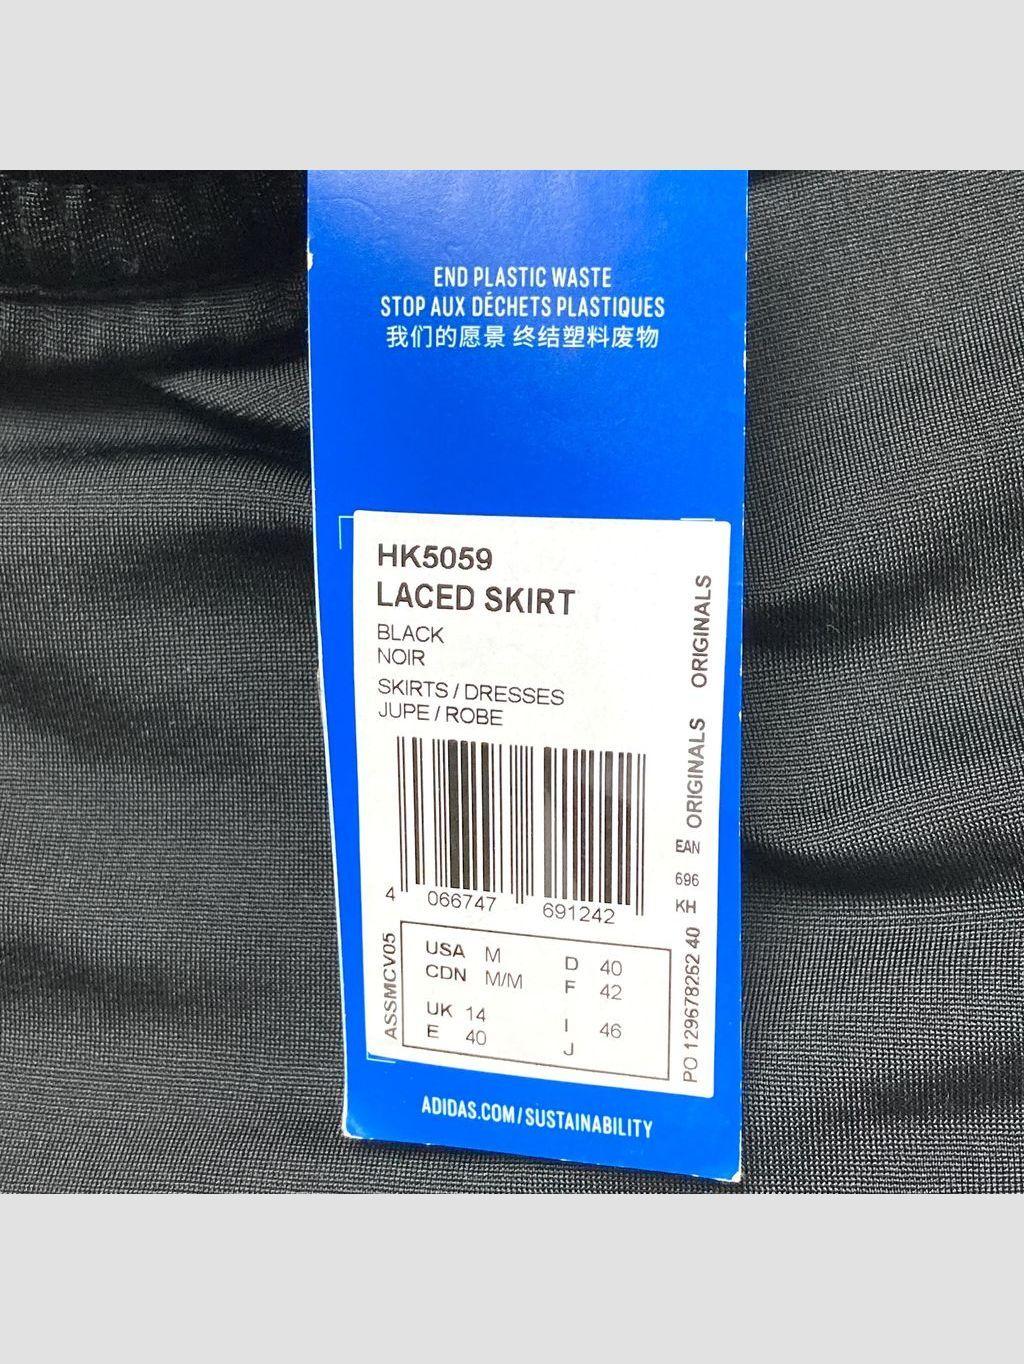 END PLASTIC WASTE
STOP AUX DÉCHETS PLASTIQUES
我们的愿景 终结塑料废物
HK5059
LACED SKIRT
BLACK
NOIR
SKIRTS / DRESSES
JUPE / ROBE
ORIGINALS
ORIGINALS
EAN
696
KH
PO 129678262 40
4 066747 691242
ASSMCV05
USA M D 40
CDN M/M F 42
UK 14 I 46
E 40 J
ADIDAS.COM/SUSTAINABILITY